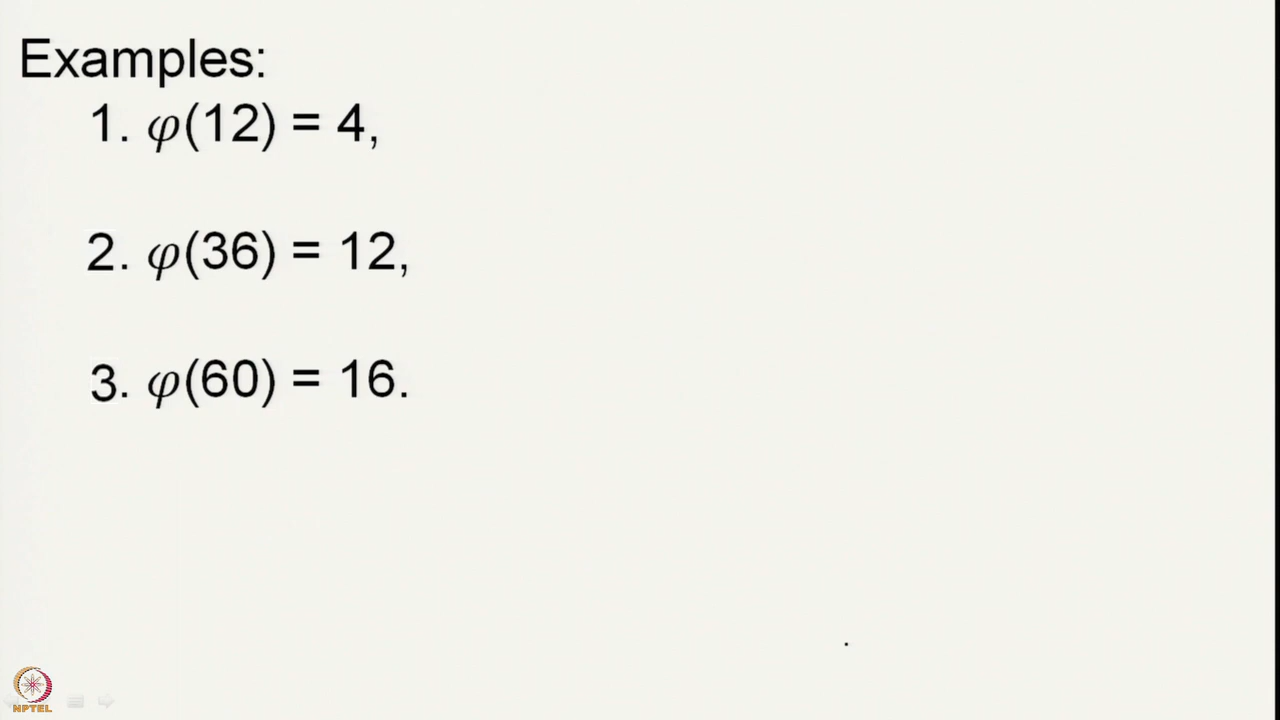 Examples:
1. φ(12) = 4,
2. φ(36) = 12,
3. φ(60) = 16.
NPTEL